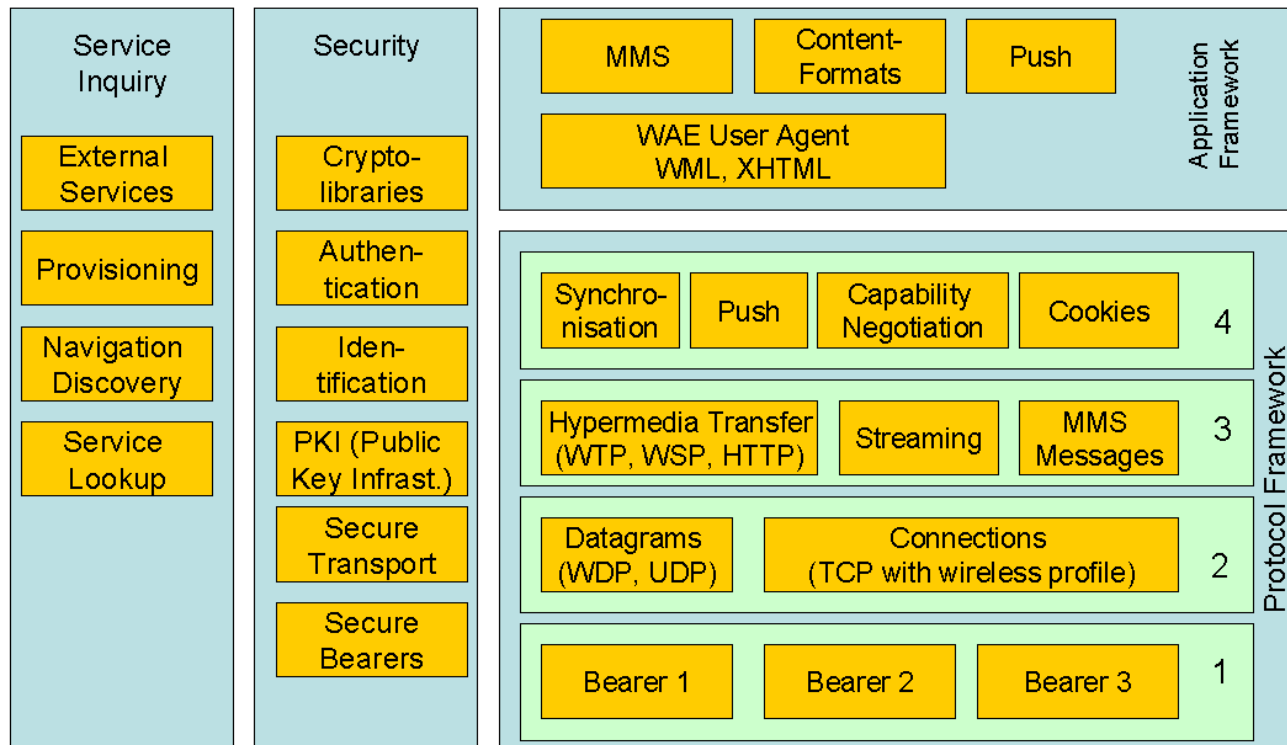 Service
Inquiry
External
Services
Provisioning
Navigation
Discovery
Service
Lookup
Security
Crypto-
libraries
Authen-
tication
Iden-
tification
PKI (Public
Key Infrast.)
Secure
Transport
Secure
Bearers
MMS
Content-
Formats
Push
WAE User Agent
WML, XHTML
Application
Framework
Synchro-
nisation
Push
Capability
Negotiation
Cookies
4
Hypermedia Transfer
(WTP, WSP, HTTP)
Streaming
MMS
Messages
3
Datagrams
(WDP, UDP)
Connections
(TCP with wireless profile)
2
Bearer 1
Bearer 2
Bearer 3
1
Protocol Framework